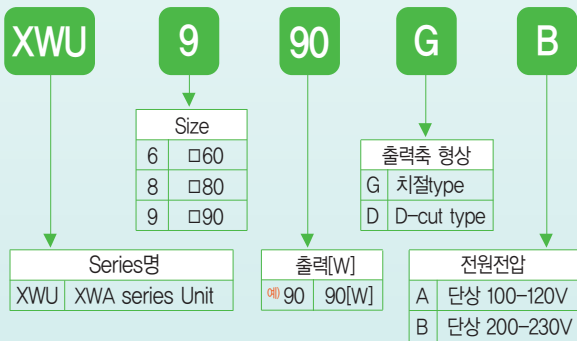 XWU 9 90 G B
Size
6 □60
8 □80
9 □90
출력축 형상
G 치절type
D D-cut type
Series명
XWU XWA series Unit
출력[W]
예) 90 90[W]
전원전압
A 단상 100-120V
B 단상 200-230V